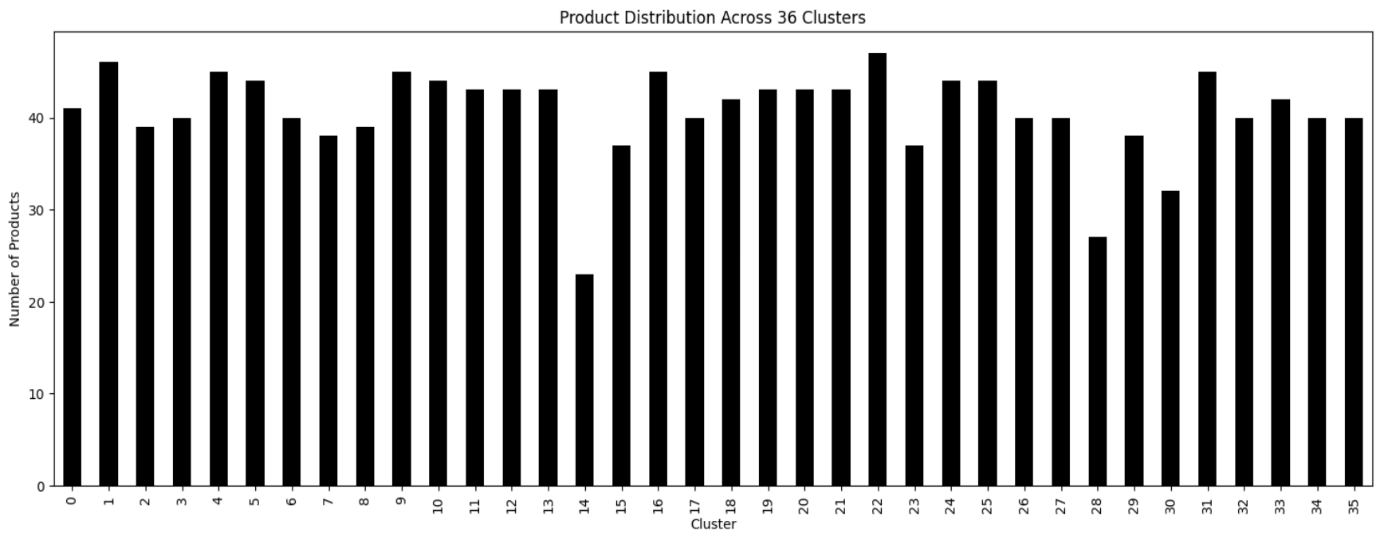 Product Distribution Across 36 Clusters
Number of Products
40
30
20
10
0
0 1 2 3 4 5 6 7 8 9 10 11 12 13 14 15 16 17 18 19 20 21 22 23 24 25 26 27 28 29 30 31 32 33 34 35
Cluster